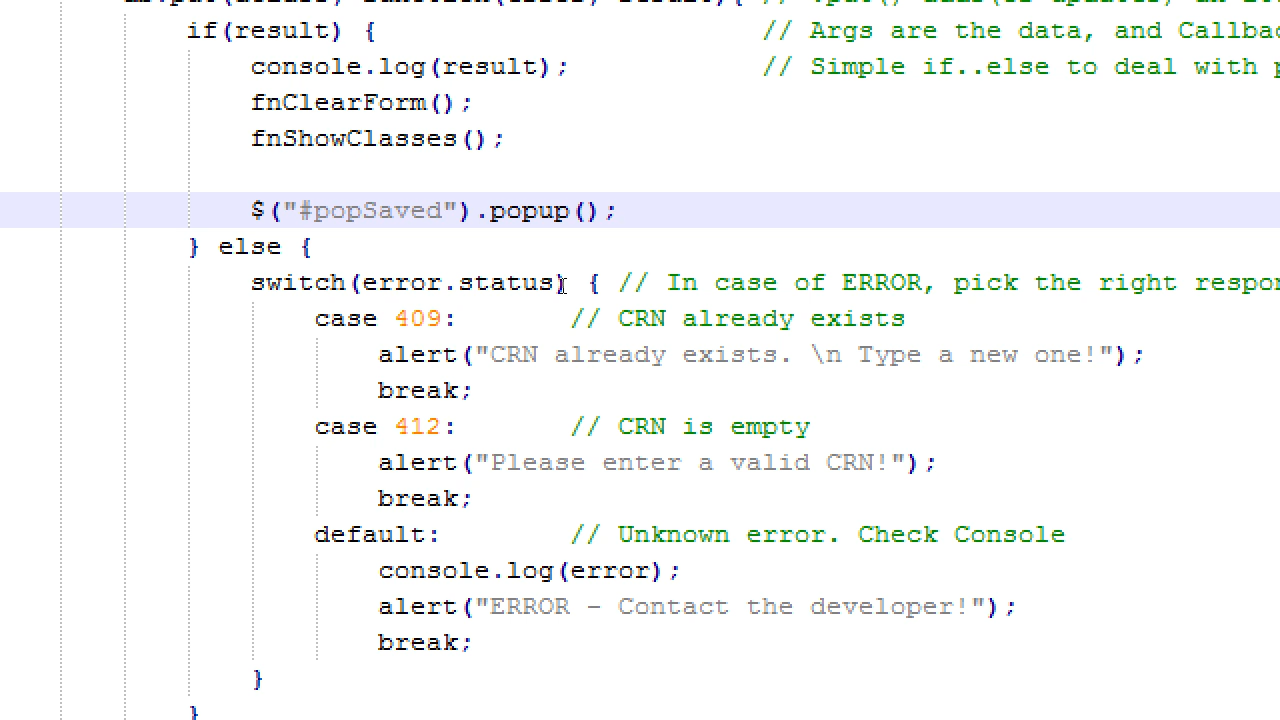 if(result) { // Args are the data, and
console.log(result); // Simple if..else to deal with
fnClearForm();
fnShowClasses();
$("#popSaved").popup();
} else {
switch(error.status) { // In case of ERROR, pick the right
case 409: // CRN already exists
alert("CRN already exists. \n Type a new one!");
break;
case 412: // CRN is empty
alert("Please enter a valid CRN!");
break;
default: // Unknown error. Check Console
console.log(error);
alert("ERROR - Contact the developer!");
break;
}
}